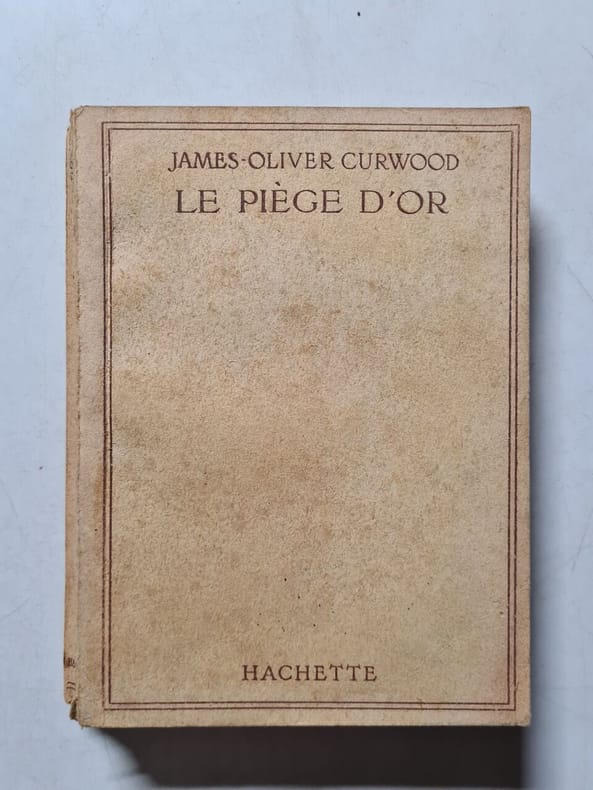 JAMES-OLIVER CURWOOD
LE PIÈGE D'OR
HACHETTE